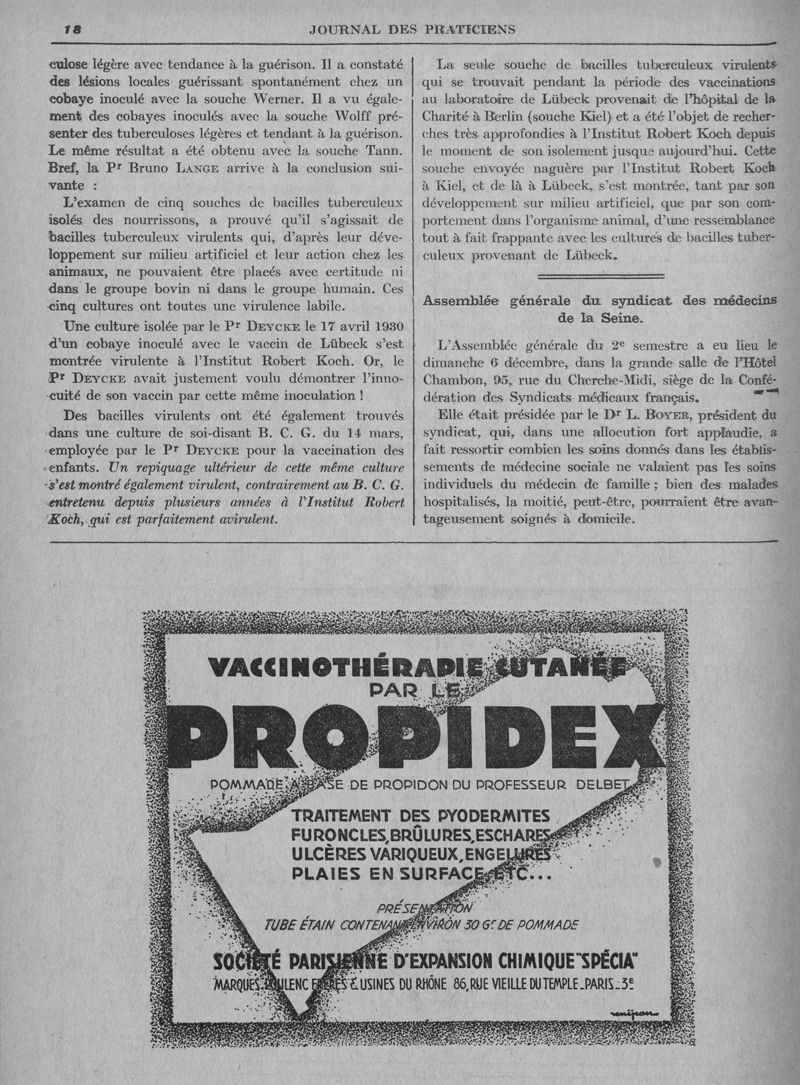 18
JOURNAL DES PRATICIENS
culose légère avec tendance à la guérison. Il a constaté
des lésions locales guérissant spontanément chez un
cobaye inoculé avec la souche Werner. Il a vu égale-
ment des cobayes inoculés avec la souche Wolff pré-
senter des tuberculoses légères et tendant à la guérison.
Le même résultat a été obtenu avec la souche Tann.
Bref, la Pr Bruno LANGE arrive à la conclusion sui-
vante :
L'examen de cinq souches de bacilles tuberculeux
isolés des nourrissons, a prouvé qu'il s'agissait de
bacilles tuberculeux virulents qui, d'après leur déve-
loppement sur milieu artificiel et leur action chez les
animaux, ne pouvaient être placés avec certitude ni
dans le groupe bovin ni dans le groupe humain. Ces
cinq cultures ont toutes une virulence labile.
Une culture isolée par le Pr DEYCKE le 17 avril 1930
d'un cobaye inoculé avec le vaccin de Lübeck s'est
montrée virulente à l'Institut Robert Koch. Or, le
Pr DEYCKE avait justement voulu démontrer l'inno-
cuité de son vaccin par cette même inoculation !
Des bacilles virulents ont été également trouvés
dans une culture de soi-disant B. C. G. du 14 mars,
employée par le Pr DEYCKE pour la vaccination des
enfants. Un repiquage ultérieur de cette même culture
s'est montré également virulent, contrairement au B. C. G.
entretenu depuis plusieurs années à l'Institut Robert
Koch, qui est parfaitement avirulent.
La seule souche de bacilles tuberculeux virulents
qui se trouvait pendant la période des vaccinations
au laboratoire de Lübeck provenait de l'hôpital de la
Charité à Berlin (souche Kiel) et a été l'objet de recher-
ches très approfondies à l'Institut Robert Koch depuis
le moment de son isolement jusque aujourd'hui. Cette
souche envoyée naguère par l'Institut Robert Koch
à Kiel, et de là à Lübeck, s'est montrée, tant par son
développement sur milieu artificiel, que par son com-
portement dans l'organisme animal, d'une ressemblance
tout à fait frappante avec les cultures de bacilles tuber-
culeux provenant de Lübeck.
Assemblée générale du syndicat des médecins
de la Seine.
L'Assemblée générale du 2e semestre a eu lieu le
dimanche 6 décembre, dans la grande salle de l'Hôtel
Chambon, 95, rue du Cherche-Midi, siège de la Confé-
dération des Syndicats médicaux français.
Elle était présidée par le Dr L. BOYER, président du
syndicat, qui, dans une allocution fort applaudie, a
fait ressortir combien les soins donnés dans les établis-
sements de médecine sociale ne valaient pas les soins
individuels du médecin de famille ; bien des malades
hospitalisés, la moitié, peut-être, pourraient être avan-
tageusement soignés à domicile.
VACCINOTHÉRAPIE CUTANÉE
PAR LE
PROPIDEX
POMMADE A BASE DE PROPIDON DU PROFESSEUR DELBET
TRAITEMENT DES PYODERMITES
FURONCLES, BRÛLURES, ESCHARES
ULCÈRES VARIQUEUX, ENGELURES
PLAIES EN SURFACE, ETC...
PRÉSENTATION
TUBE ÉTAIN CONTENANT ENVIRON 30 Gr DE POMMADE
SOCIÉTÉ PARISIENNE D'EXPANSION CHIMIQUE "SPÉCIA"
MARQUES POULENC FRÈRES & USINES DU RHÔNE 86, RUE VIEILLE DU TEMPLE _ PARIS _ 3e
renéjean